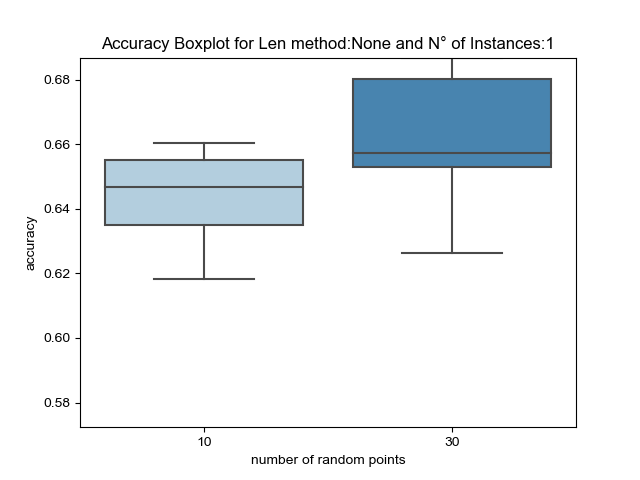 Accuracy Boxplot for Len method:None and N° of Instances:1
accuracy
0.68
0.66
0.64
0.62
0.60
0.58
10
30
number of random points